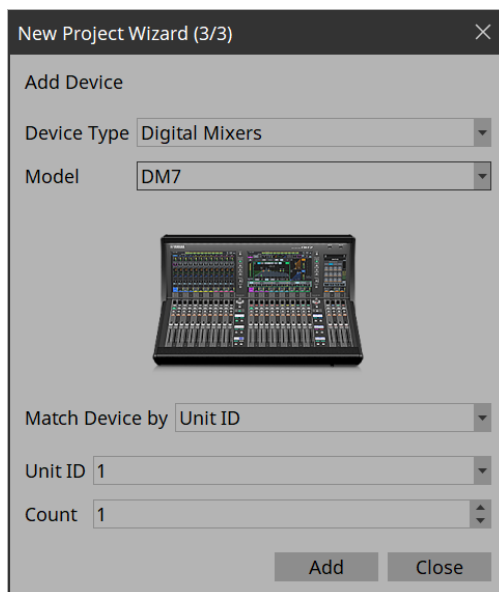 New Project Wizard (3/3)
Add Device
Device Type Digital Mixers
Model DM7
Match Device by Unit ID
Unit ID 1
Count 1
Add Close